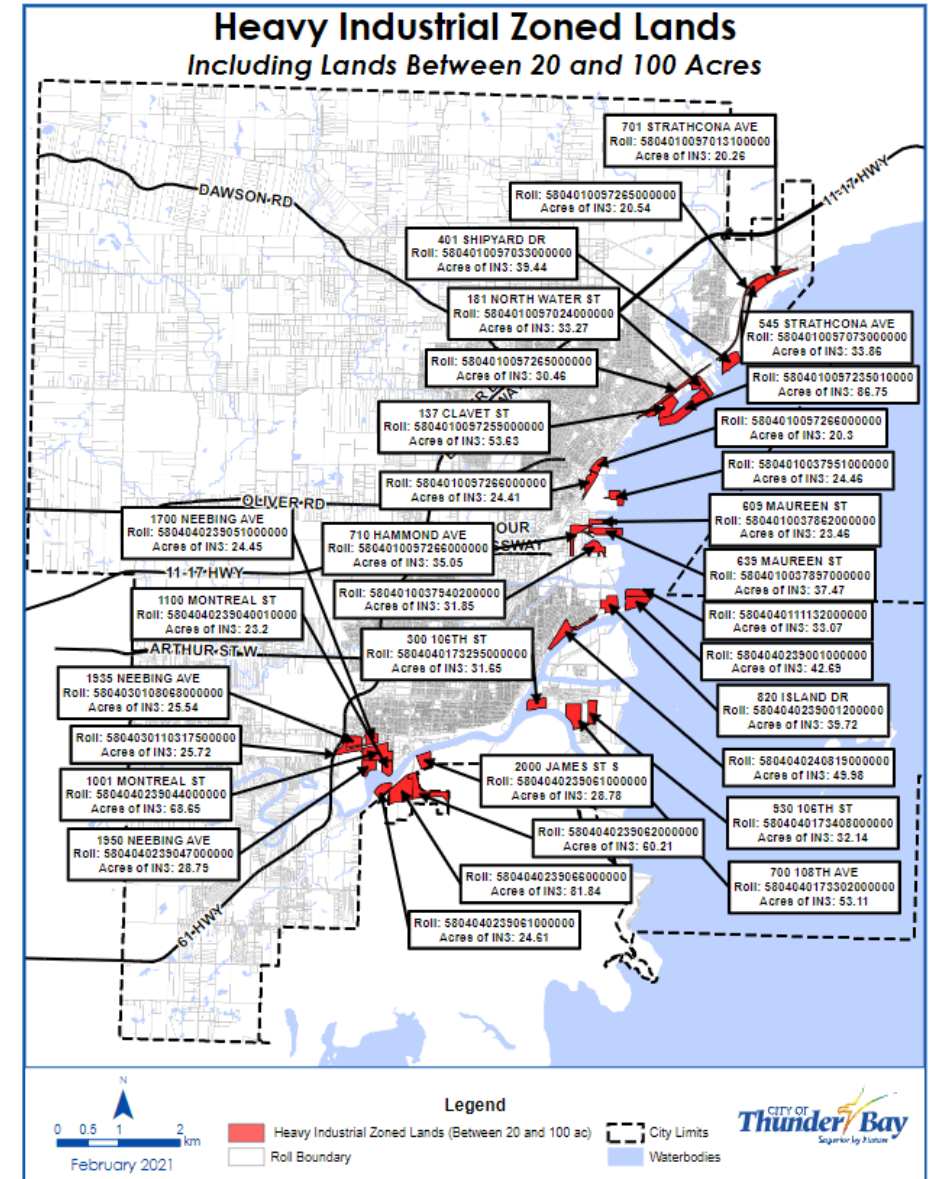 Heavy Industrial Zoned Lands
Including Lands Between 20 and 100 Acres
701 STRATHCONA AVE
Roll: 5804010097013100000
Acres of IN3: 20.26
11-17 HWY
DAWSON RD
Roll: 5804010097265000000
Acres of IN3: 20.54
401 SHIPYARD DR
Roll: 5804010097033000000
Acres of IN3: 39.44
181 NORTH WATER ST
Roll: 5804010097024000000
Acres of IN3: 33.27
545 STRATHCONA AVE
Roll: 5804010097073000000
Acres of IN3: 33.86
Roll: 5804010097265000000
Acres of IN3: 30.46
Roll: 5804010097235010000
Acres of IN3: 86.75
137 CLAVET ST
Roll: 5804010097259000000
Acres of IN3: 53.63
Roll: 5804010097266000000
Acres of IN3: 20.3
Roll: 5804010097266000000
Acres of IN3: 24.41
Roll: 5804010037951000000
Acres of IN3: 24.46
OLIVER RD
1700 NEEBING AVE
Roll: 5804040239051000000
Acres of IN3: 24.45
710 HAMMOND AVE
Roll: 5804010097266000000
Acres of IN3: 35.05
OUR
SSWAY
609 MAUREEN ST
Roll: 5804010037862000000
Acres of IN3: 23.46
11-17 HWY
639 MAUREEN ST
Roll: 5804010037897000000
Acres of IN3: 37.47
Roll: 5804010037940200000
Acres of IN3: 31.85
1100 MONTREAL ST
Roll: 5804040239040010000
Acres of IN3: 23.2
Roll: 5804040111132000000
Acres of IN3: 33.07
ARTHUR ST W
300 106TH ST
Roll: 5804040173295000000
Acres of IN3: 31.65
Roll: 5804040239001000000
Acres of IN3: 42.69
1935 NEEBING AVE
Roll: 5804030108068000000
Acres of IN3: 25.54
820 ISLAND DR
Roll: 5804040239001200000
Acres of IN3: 39.72
Roll: 5804030110317500000
Acres of IN3: 25.72
Roll: 5804040240819000000
Acres of IN3: 49.98
1001 MONTREAL ST
Roll: 5804040239044000000
Acres of IN3: 68.65
2000 JAMES ST S
Roll: 5804040239061000000
Acres of IN3: 28.78
930 106TH ST
Roll: 5804040173408000000
Acres of IN3: 32.14
1950 NEEBING AVE
Roll: 5804040239047000000
Acres of IN3: 28.79
Roll: 5804040239062000000
Acres of IN3: 60.21
700 108TH AVE
Roll: 5804040173302000000
Acres of IN3: 53.11
Roll: 5804040239066000000
Acres of IN3: 81.84
Roll: 5804040239061000000
Acres of IN3: 24.61
61 HWY
N
0 0.5 1 2
km
February 2021
Legend
Heavy Industrial Zoned Lands (Between 20 and 100 ac)
City Limits
Roll Boundary
Waterbodies
CITY OF
Thunder Bay
Superior by Nature